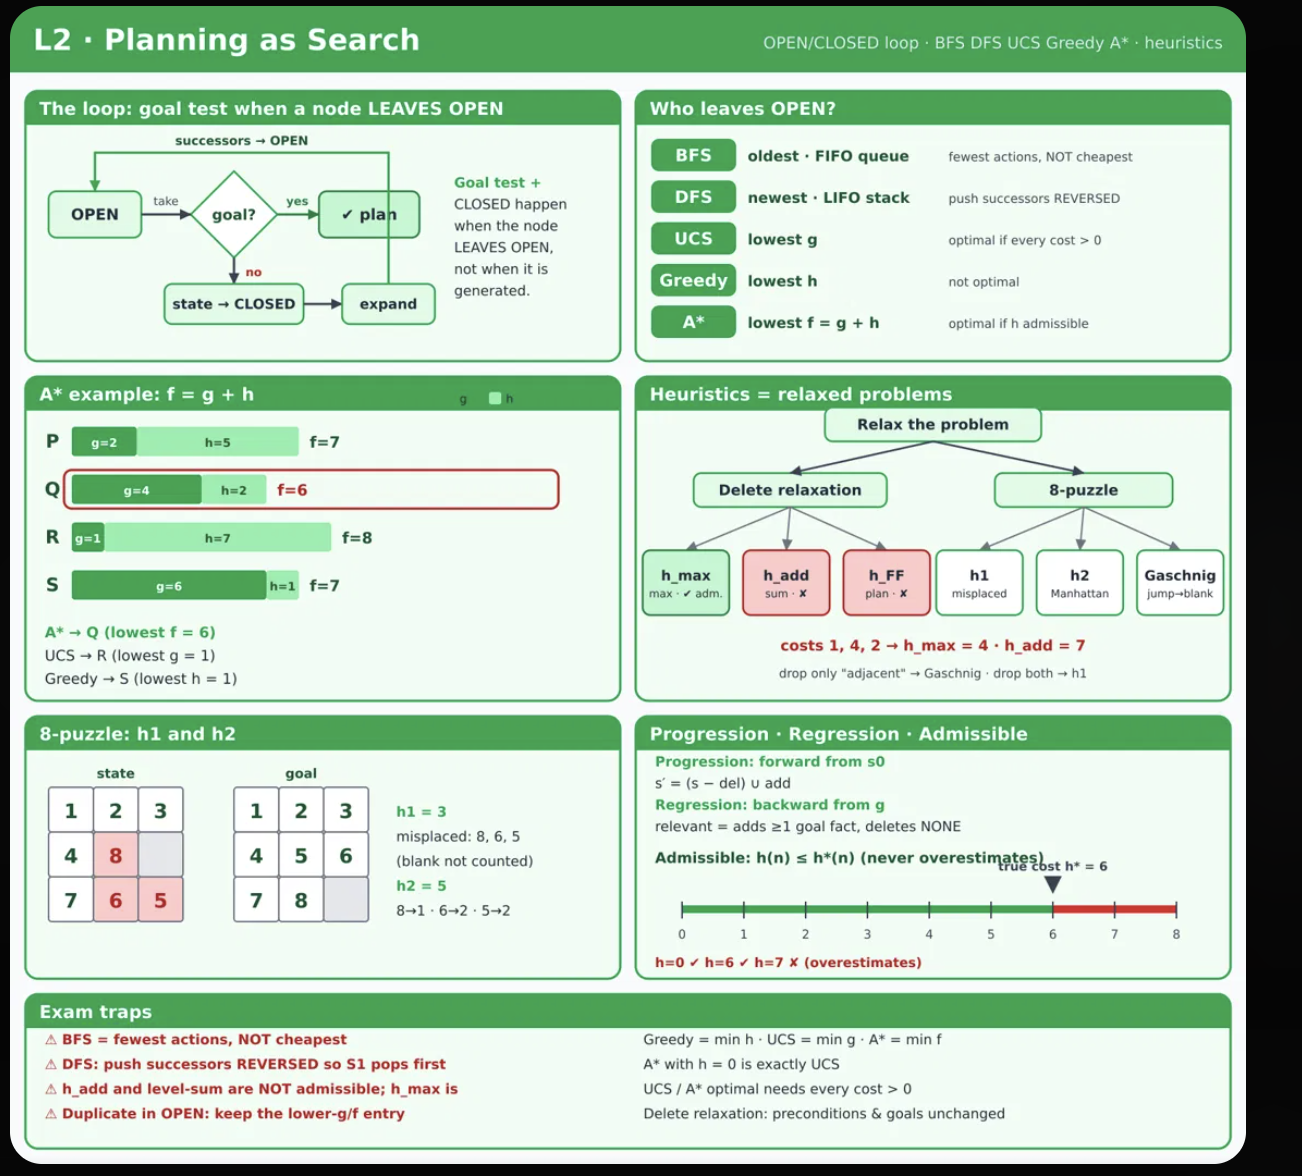 L2 · Planning as Search
OPEN/CLOSED loop · BFS DFS UCS Greedy A* · heuristics
The loop: goal test when a node LEAVES OPEN
successors → OPEN
OPEN
take
goal?
yes
✔ plan
no
state → CLOSED
expand
Goal test +
CLOSED happen
when the node
LEAVES OPEN,
not when it is
generated.
Who leaves OPEN?
BFS oldest · FIFO queue fewest actions, NOT cheapest
DFS newest · LIFO stack push successors REVERSED
UCS lowest g optimal if every cost > 0
Greedy lowest h not optimal
A* lowest f = g + h optimal if h admissible
A* example: f = g + h
g h
P g=2 h=5 f=7
Q g=4 h=2 f=6
R g=1 h=7 f=8
S g=6 h=1 f=7
A* → Q (lowest f = 6)
UCS → R (lowest g = 1)
Greedy → S (lowest h = 1)
Heuristics = relaxed problems
Relax the problem
Delete relaxation
8-puzzle
h_max
max · ✔ adm.
h_add
sum · ✘
h_FF
plan · ✘
h1
misplaced
h2
Manhattan
Gaschnig
jump→blank
costs 1, 4, 2 → h_max = 4 · h_add = 7
drop only "adjacent" → Gaschnig · drop both → h1
8-puzzle: h1 and h2
state
1 2 3
4 8
7 6 5
goal
1 2 3
4 5 6
7 8
h1 = 3
misplaced: 8, 6, 5
(blank not counted)
h2 = 5
8→1 · 6→2 · 5→2
Progression · Regression · Admissible
Progression: forward from s0
s′ = (s − del) ∪ add
Regression: backward from g
relevant = adds ≥1 goal fact, deletes NONE
Admissible: h(n) ≤ h*(n) (never overestimates)
true cost h* = 6
0 1 2 3 4 5 6 7 8
h=0 ✔ h=6 ✔ h=7 ✘ (overestimates)
Exam traps
⚠ BFS = fewest actions, NOT cheapest
⚠ DFS: push successors REVERSED so S1 pops first
⚠ h_add and level-sum are NOT admissible; h_max is
⚠ Duplicate in OPEN: keep the lower-g/f entry
Greedy = min h · UCS = min g · A* = min f
A* with h = 0 is exactly UCS
UCS / A* optimal needs every cost > 0
Delete relaxation: preconditions & goals unchanged